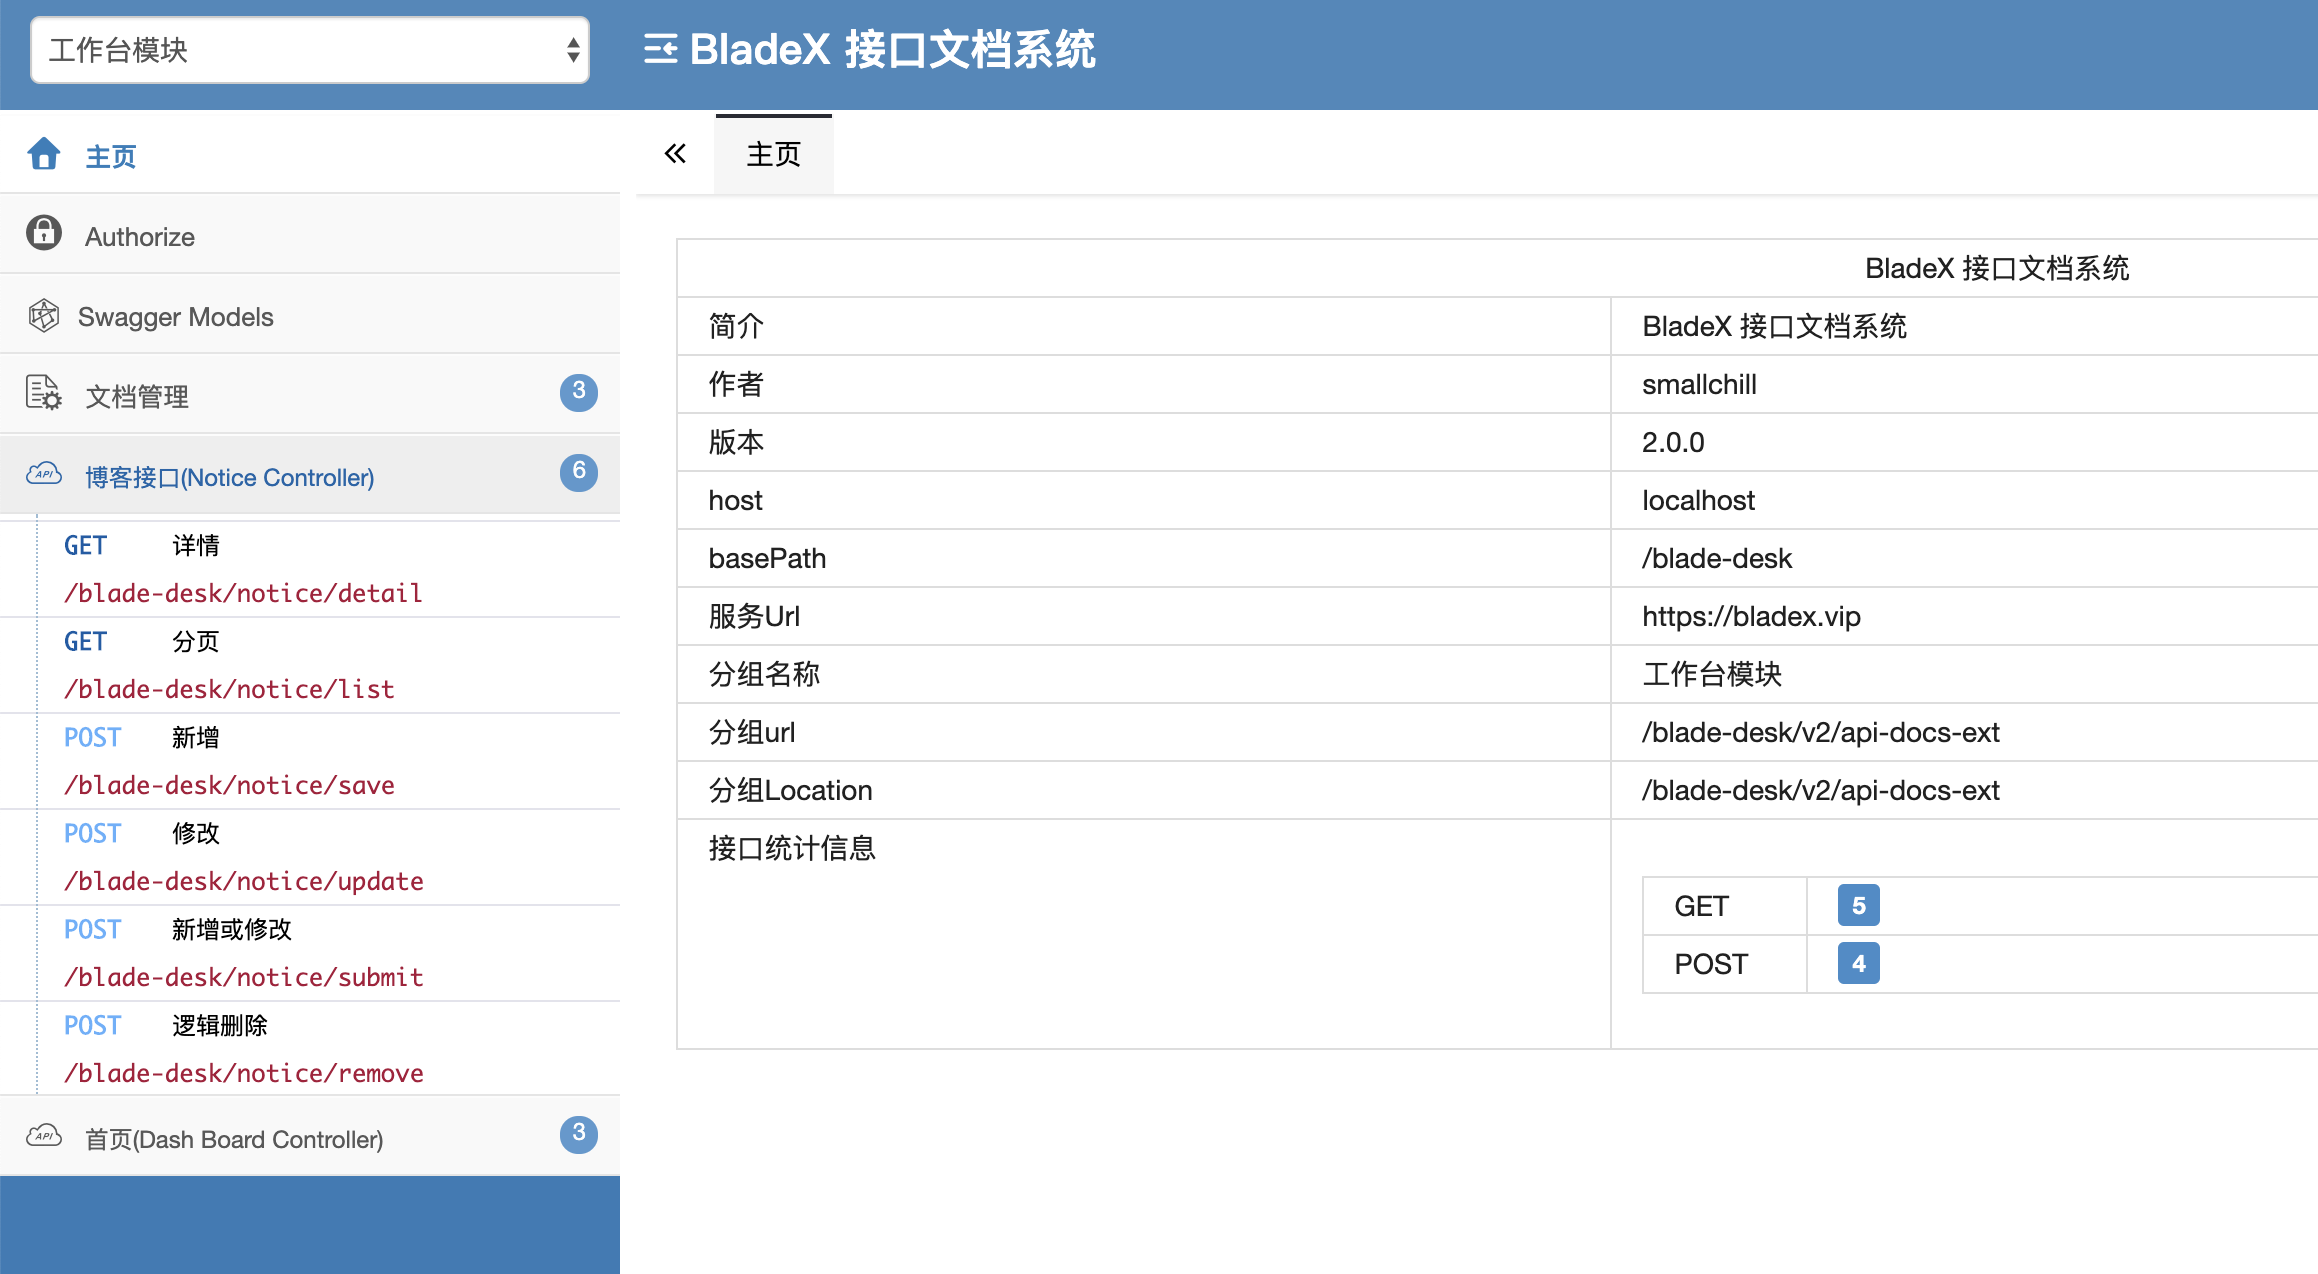 工作台模块
BladeX 接口文档系统
主页
Authorize
Swagger Models
文档管理 3
博客接口(Notice Controller) 6
GET 详情
/blade-desk/notice/detail
GET 分页
/blade-desk/notice/list
POST 新增
/blade-desk/notice/save
POST 修改
/blade-desk/notice/update
POST 新增或修改
/blade-desk/notice/submit
POST 逻辑删除
/blade-desk/notice/remove
首页(Dash Board Controller) 3
主页
BladeX 接口文档系统
简介 BladeX 接口文档系统
作者 smallchill
版本 2.0.0
host localhost
basePath /blade-desk
服务Url https://bladex.vip
分组名称 工作台模块
分组url /blade-desk/v2/api-docs-ext
分组Location /blade-desk/v2/api-docs-ext
接口统计信息
GET 5
POST 4